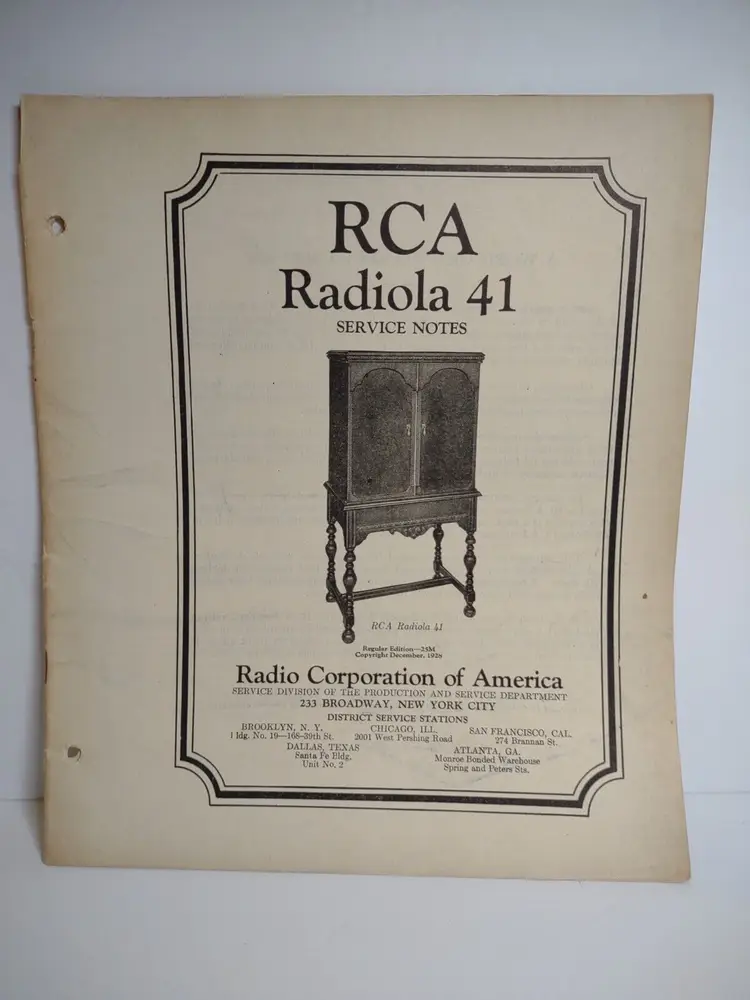 RCA
Radiola 41
SERVICE NOTES
RCA Radiola 41
Regular Edition—25M
Copyright December, 1928
Radio Corporation of America
SERVICE DIVISION OF THE PRODUCTION AND SERVICE DEPARTMENT
233 BROADWAY, NEW YORK CITY
DISTRICT SERVICE STATIONS
BROOKLYN, N. Y.
Bldg. No. 19—168-39th St.
CHICAGO, ILL.
2001 West Pershing Road
SAN FRANCISCO, CAL.
274 Brannan St.
DALLAS, TEXAS
Santa Fe Bldg.
Unit No. 2
ATLANTA, GA.
Monroe Bonded Warehouse
Spring and Peters Sts.